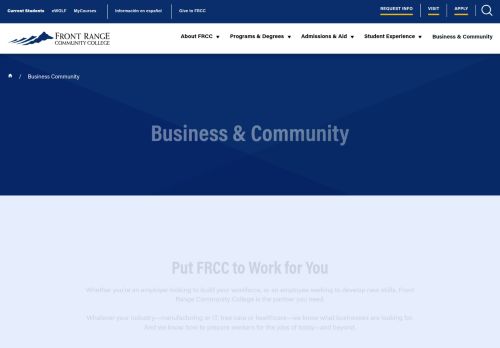 Current Students eWOLF MyCourses Información en español Give to FRCC REQUEST INFO VISIT APPLY
FRONT RANGE
COMMUNITY COLLEGE
About FRCC Programs & Degrees Admissions & Aid Student Experience Business & Community
/ Business Community
Business & Community
Put FRCC to Work for You
Whether you're an employer looking to build your workforce, or an employee seeking to develop new skills, Front
Range Community College is the partner you need.
Whatever your industry—manufacturing or IT, trad care or healthcare—we know what businesses are looking for.
And we know how to prepare workers for the jobs of today—and beyond.